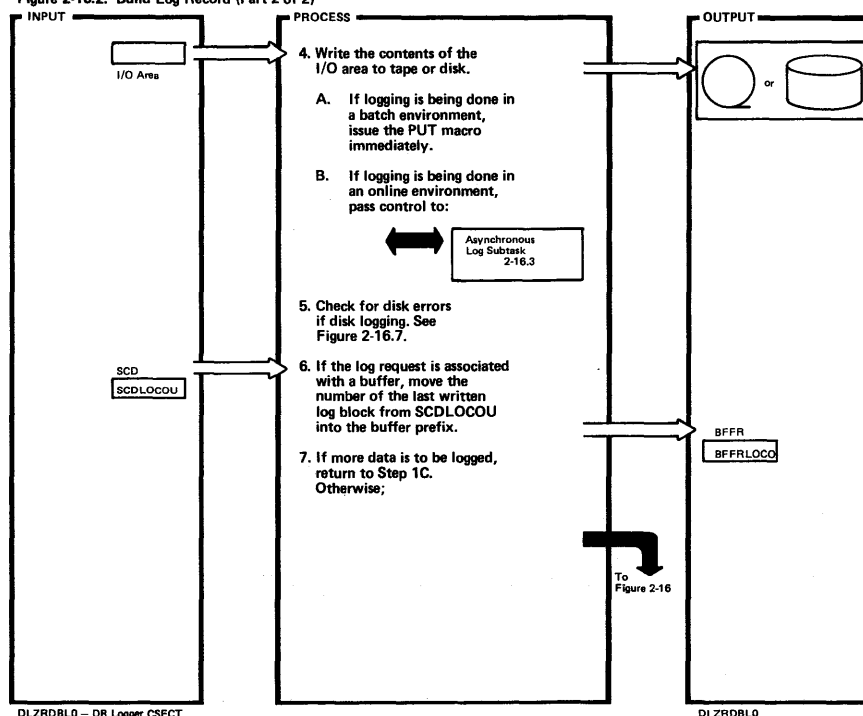 Figure 2-16.2. Build Log Record (Part 2 of 2)
INPUT
PROCESS
OUTPUT
I/O Area
4. Write the contents of the
I/O area to tape or disk.
or
A. If logging is being done in
a batch environment,
issue the PUT macro
immediately.
B. If logging is being done in
an online environment,
pass control to:
Asynchronous
Log Subtask
2-16.3
5. Check for disk errors
if disk logging. See
Figure 2-16.7.
SCD
SCDLOCOU
6. If the log request is associated
with a buffer, move the
number of the last written
log block from SCDLOCOU
into the buffer prefix.
BFFR
BFFRLOCO
7. If more data is to be logged,
return to Step 1C.
Otherwise;
To
Figure 2-16
DLZRDBL0 — DR Logger CSECT
DLZRDBL0